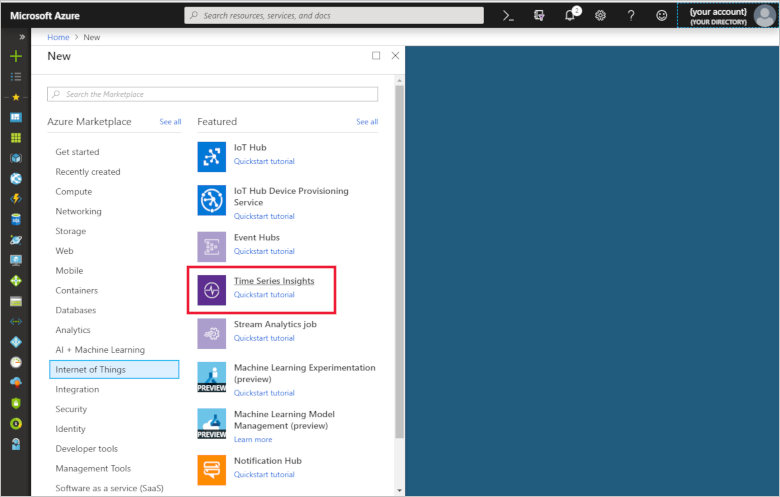 Microsoft Azure
Search resources, services, and docs
2
{your account}
{YOUR DIRECTORY}
Home > New
New
Search the Marketplace
Azure Marketplace
See all
Get started
Recently created
Compute
Networking
Storage
Web
Mobile
Containers
Databases
Analytics
AI + Machine Learning
Internet of Things
Integration
Security
Identity
Developer tools
Management Tools
Software as a service (SaaS)
Featured
See all
IoT Hub
Quickstart tutorial
IoT Hub Device Provisioning
Service
Quickstart tutorial
Event Hubs
Quickstart tutorial
Time Series Insights
Quickstart tutorial
Stream Analytics job
Quickstart tutorial
PREVIEW
Machine Learning Experimentation
(preview)
Quickstart tutorial
PREVIEW
Machine Learning Model
Management (preview)
Learn more
Notification Hub
Quickstart tutorial